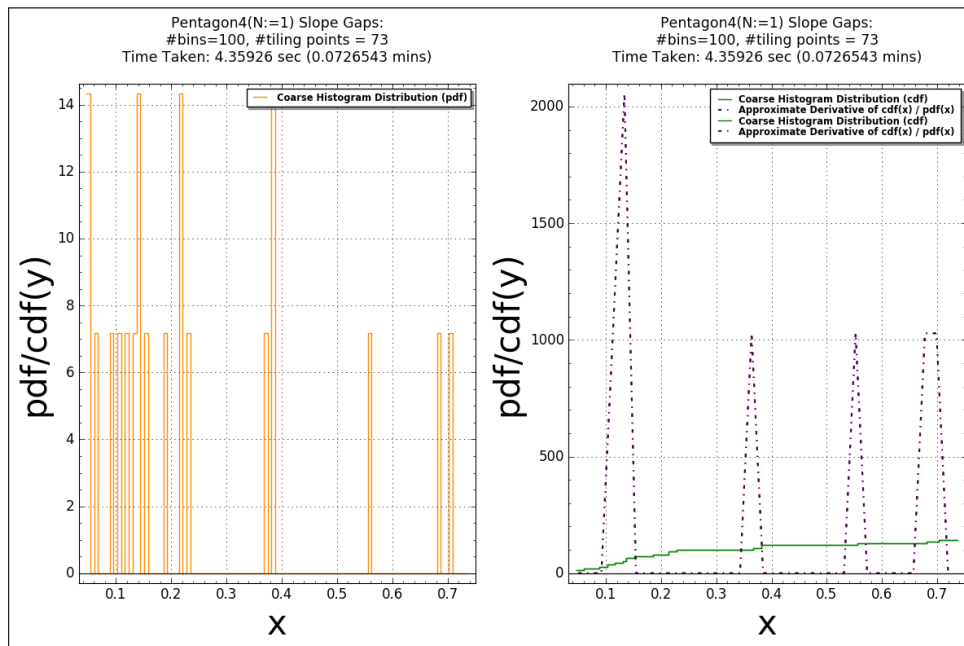 Pentagon4(N:=1) Slope Gaps:
#bins=100, #tiling points = 73
Time Taken: 4.35926 sec (0.0726543 mins)
Coarse Histogram Distribution (pdf)
14
12
10
8
6
4
2
0
pdf/cdf(y)
0.1 0.2 0.3 0.4 0.5 0.6 0.7
x
Pentagon4(N:=1) Slope Gaps:
#bins=100, #tiling points = 73
Time Taken: 4.35926 sec (0.0726543 mins)
Coarse Histogram Distribution (cdf)
Approximate Derivative of cdf(x) / pdf(x)
Coarse Histogram Distribution (cdf)
Approximate Derivative of cdf(x) / pdf(x)
2000
1500
1000
500
0
pdf/cdf(y)
0.1 0.2 0.3 0.4 0.5 0.6 0.7
x